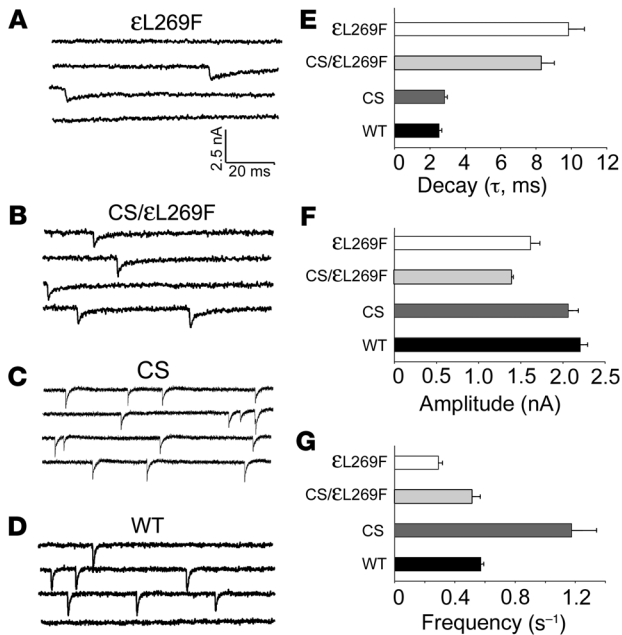 A
εL269F
2.5 nA
20 ms
B
CS/εL269F
C
CS
D
WT
E
εL269F
CS/εL269F
CS
WT
0 2 4 6 8 10 12
Decay (τ, ms)
F
εL269F
CS/εL269F
CS
WT
0 0.5 1.0 1.5 2.0 2.5
Amplitude (nA)
G
εL269F
CS/εL269F
CS
WT
0 0.4 0.8 1.2
Frequency (s⁻¹)